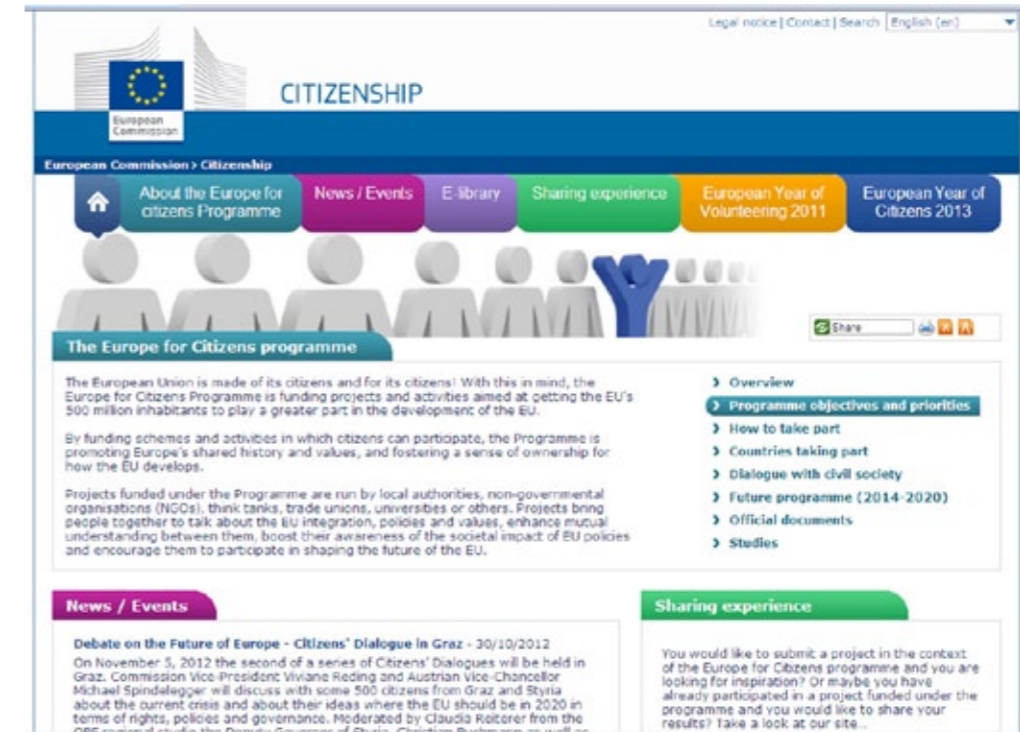 Legal notice | Contact | Search English (en)
CITIZENSHIP
European
Commission
European Commission > Citizenship
About the Europe for
citizens Programme
News / Events
E-library
Sharing experience
European Year of
Volunteering 2011
European Year of
Citizens 2013
Share
The Europe for Citizens programme
The European Union is made of its citizens and for its citizens! With this in mind, the
Europe for Citizens Programme is funding projects and activities aimed at getting the EU's
500 million inhabitants to play a greater part in the development of the EU.
By funding schemes and activities in which citizens can participate, the Programme is
promoting Europe's shared history and values, and fostering a sense of ownership for
how the EU develops.
Projects funded under the Programme are run by local authorities, non-governmental
organisations (NGOs), think tanks, trade unions, universities or others. Projects bring
people together to talk about the EU integration, policies and values, enhance mutual
understanding between them, boost their awareness of the societal impact of EU policies
and encourage them to participate in shaping the future of the EU.
Overview
Programme objectives and priorities
How to take part
Countries taking part
Dialogue with civil society
Future programme (2014-2020)
Official documents
Studies
News / Events
Debate on the Future of Europe - Citizens' Dialogue in Graz - 30/10/2012
On November 5, 2012 the second of a series of Citizens' Dialogues will be held in
Graz. Commission Vice-President Viviane Reding and Austrian Vice-Chancellor
Michael Spindelegger will discuss with some 500 citizens from Graz and Styria
about the current crisis and about their ideas where the EU should be in 2020 in
terms of rights, policies and governance. Moderated by Claudia Reiterer from the
Sharing experience
You would like to submit a project in the context
of the Europe for Citizens programme and you are
looking for inspiration? Or maybe you have
already participated in a project funded under the
programme and you would like to share your
results? Take a look at our site...